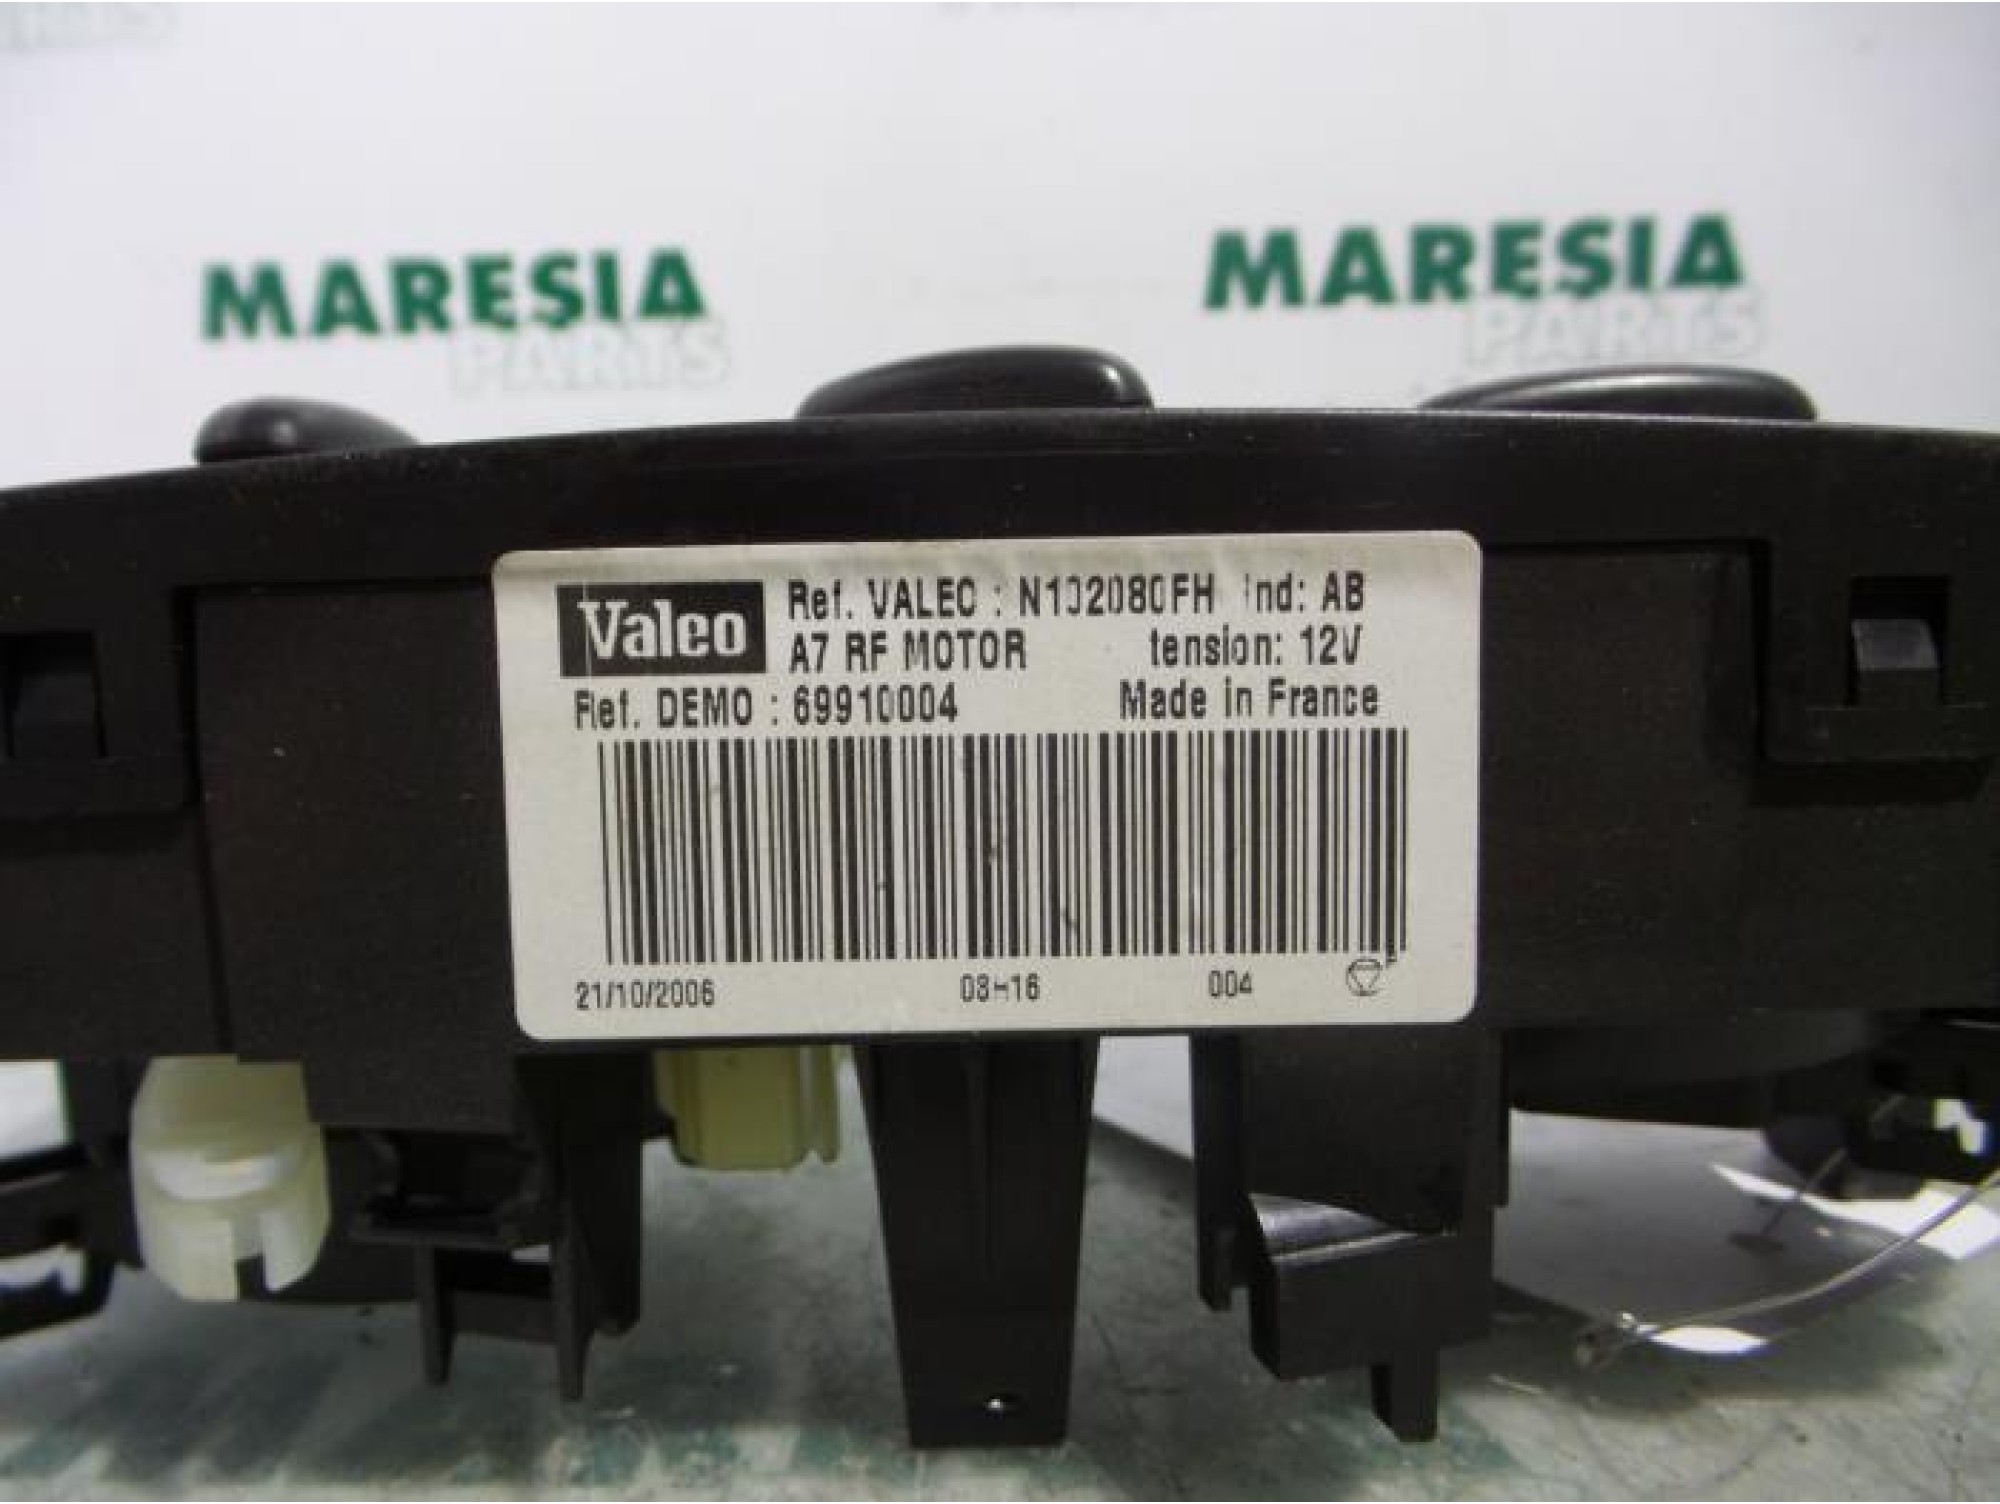 MARESIA
PARTS
MARESIA
PARTS
Valeo
Ref. VALEO : N102080FH ind: AB
A7 RF MOTOR tension: 12V
Ref. DEMO : 69910004 Made in France
21/10/2006 08H16 004